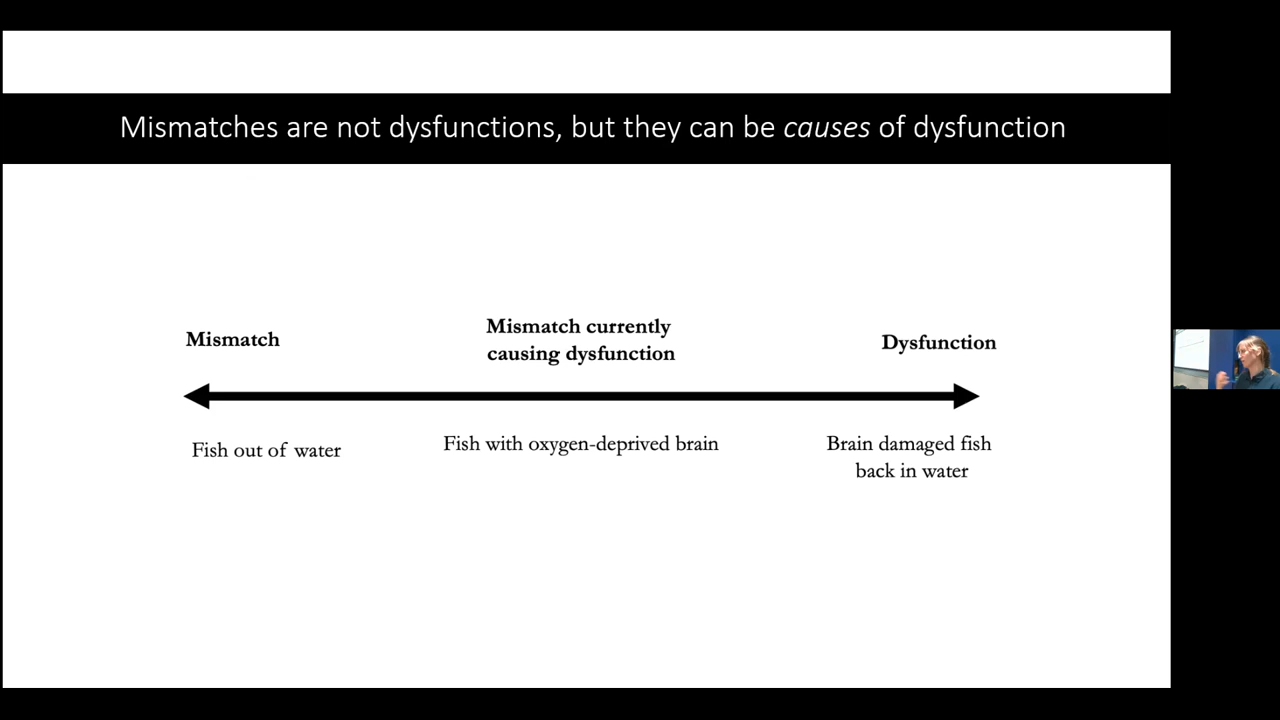 Mismatches are not dysfunctions, but they can be causes of dysfunction
Mismatch
Mismatch currently
causing dysfunction
Dysfunction
Fish out of water
Fish with oxygen-deprived brain
Brain damaged fish
back in water